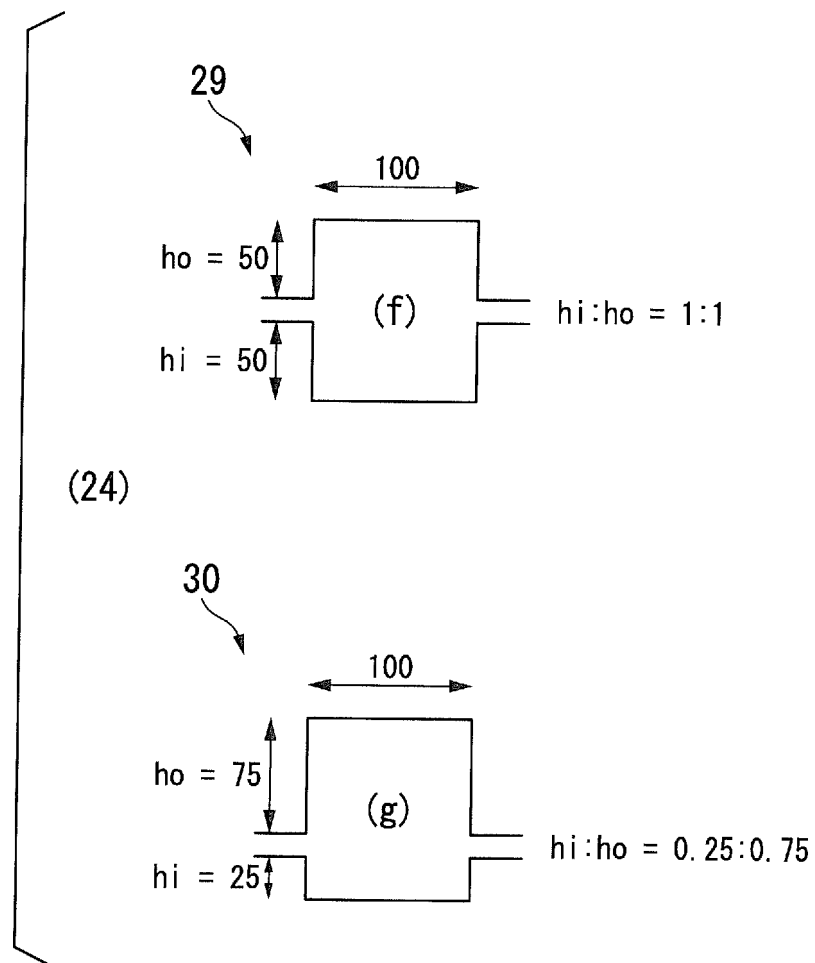 29
100
ho = 50
(f)
hi:ho = 1:1
hi = 50
(24)
30
100
ho = 75
(g)
hi:ho = 0.25:0.75
hi = 25